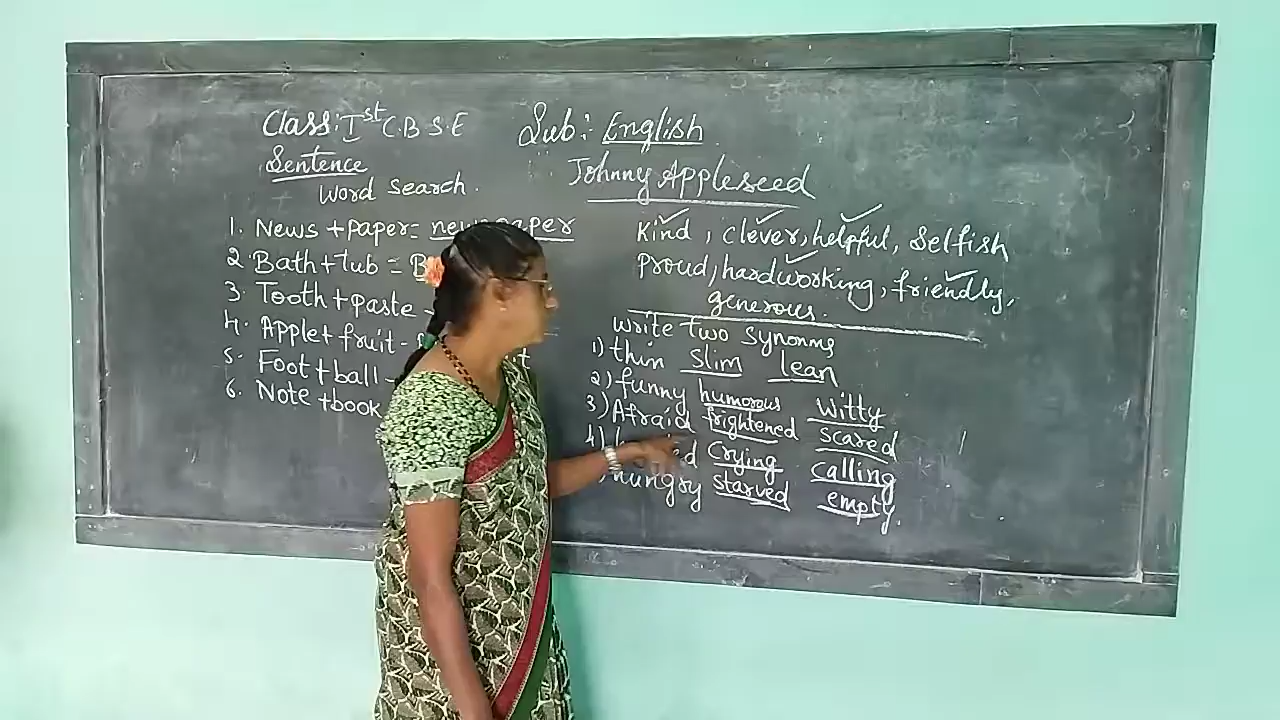 Class: Ist C.B.S.E
Sub: English
Sentence
Word search.
1. News + paper = newspaper
2. Bath + tub = B
3. Tooth + paste -
4. Apple + fruit -
5. Foot + ball -
6. Note + book
Johnny Appleseed
Kind, clever, helpful, Selfish
Proud, hardworking, friendly,
generous.
Write two Synonms
1) thin Slim lean
2) funny humorous witty
3) Afraid frightened scared
4) Crying calling
hungry starved empty.